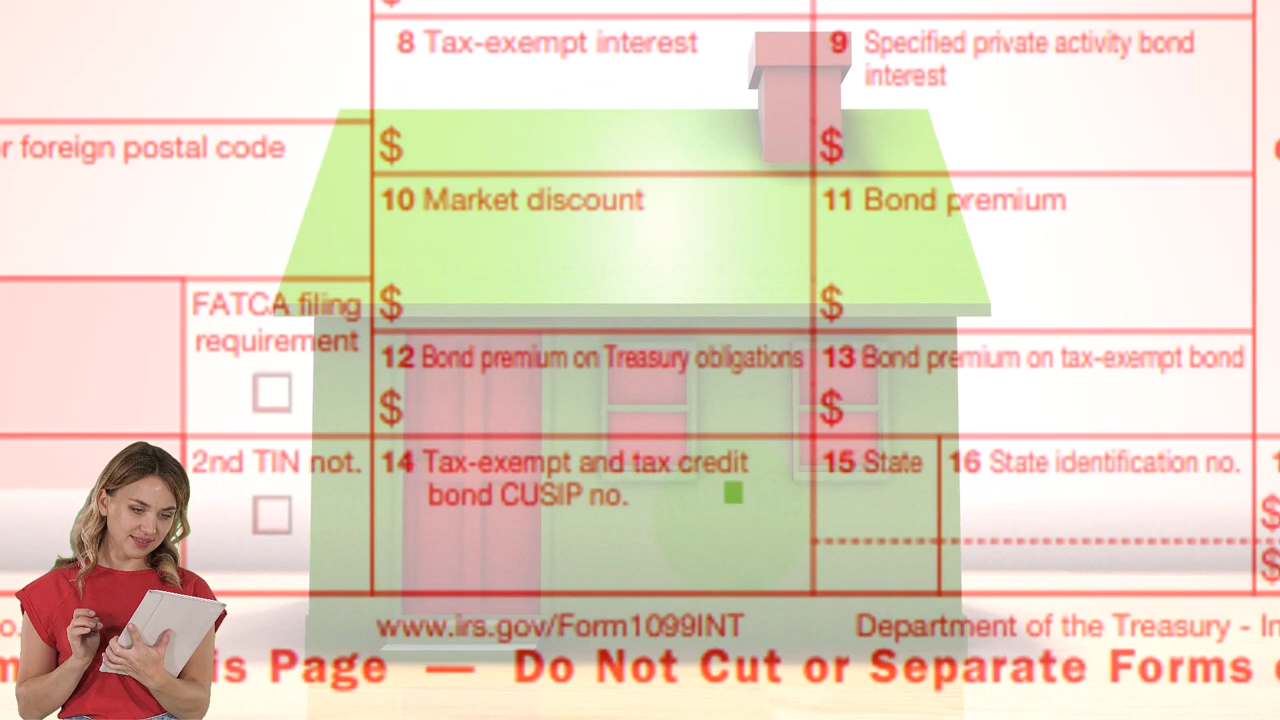 $
8 Tax-exempt interest
9 Specified private activity bond
interest
or foreign postal code
$
$
10 Market discount
11 Bond premium
FATCA filing
requirement
$
$
12 Bond premium on Treasury obligations
13 Bond premium on tax-exempt bond
$
$
2nd TIN not.
14 Tax-exempt and tax credit
bond CUSIP no.
15 State
16 State identification no.
$
$
www.irs.gov/Form1099INT
Department of the Treasury -
is Page — Do Not Cut or Separate Forms